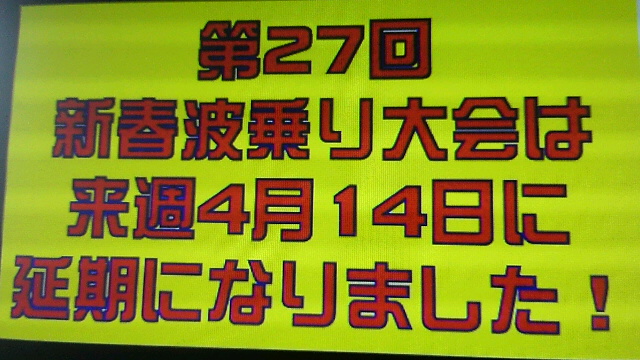 第27回
新春波乗り大会は
来週4月14日に
延期になりました！